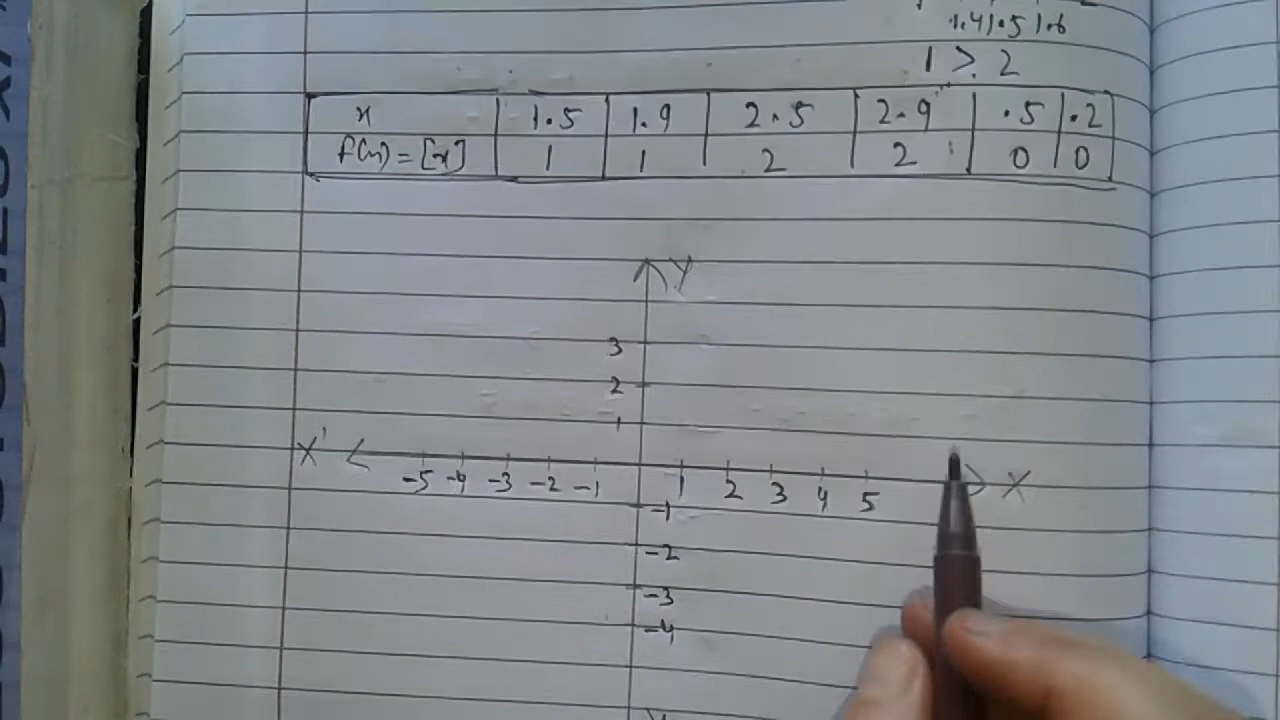 1.4 1.5 1.6
1 > 2
x 1.5 1.9 2.5 2.9 .5 .2
f(x) = [x] 1 1 2 2 0 0
Y
3
2
1
X' -5 -4 -3 -2 -1 1 2 3 4 5 X
-1
-2
-3
-4